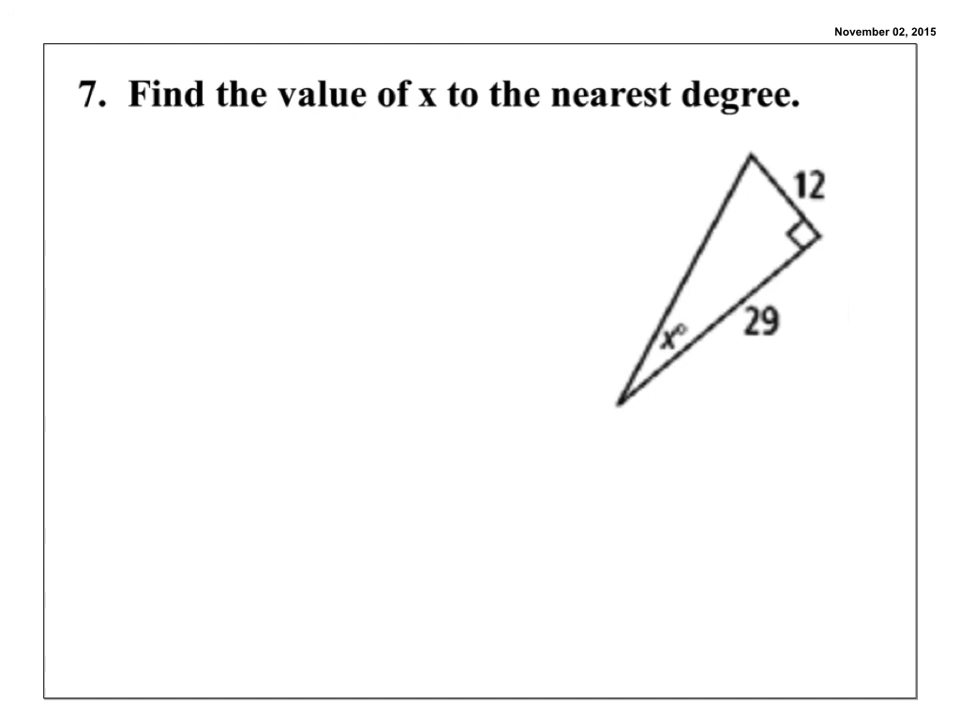 November 02, 2015
7. Find the value of x to the nearest degree.
12
29
x°